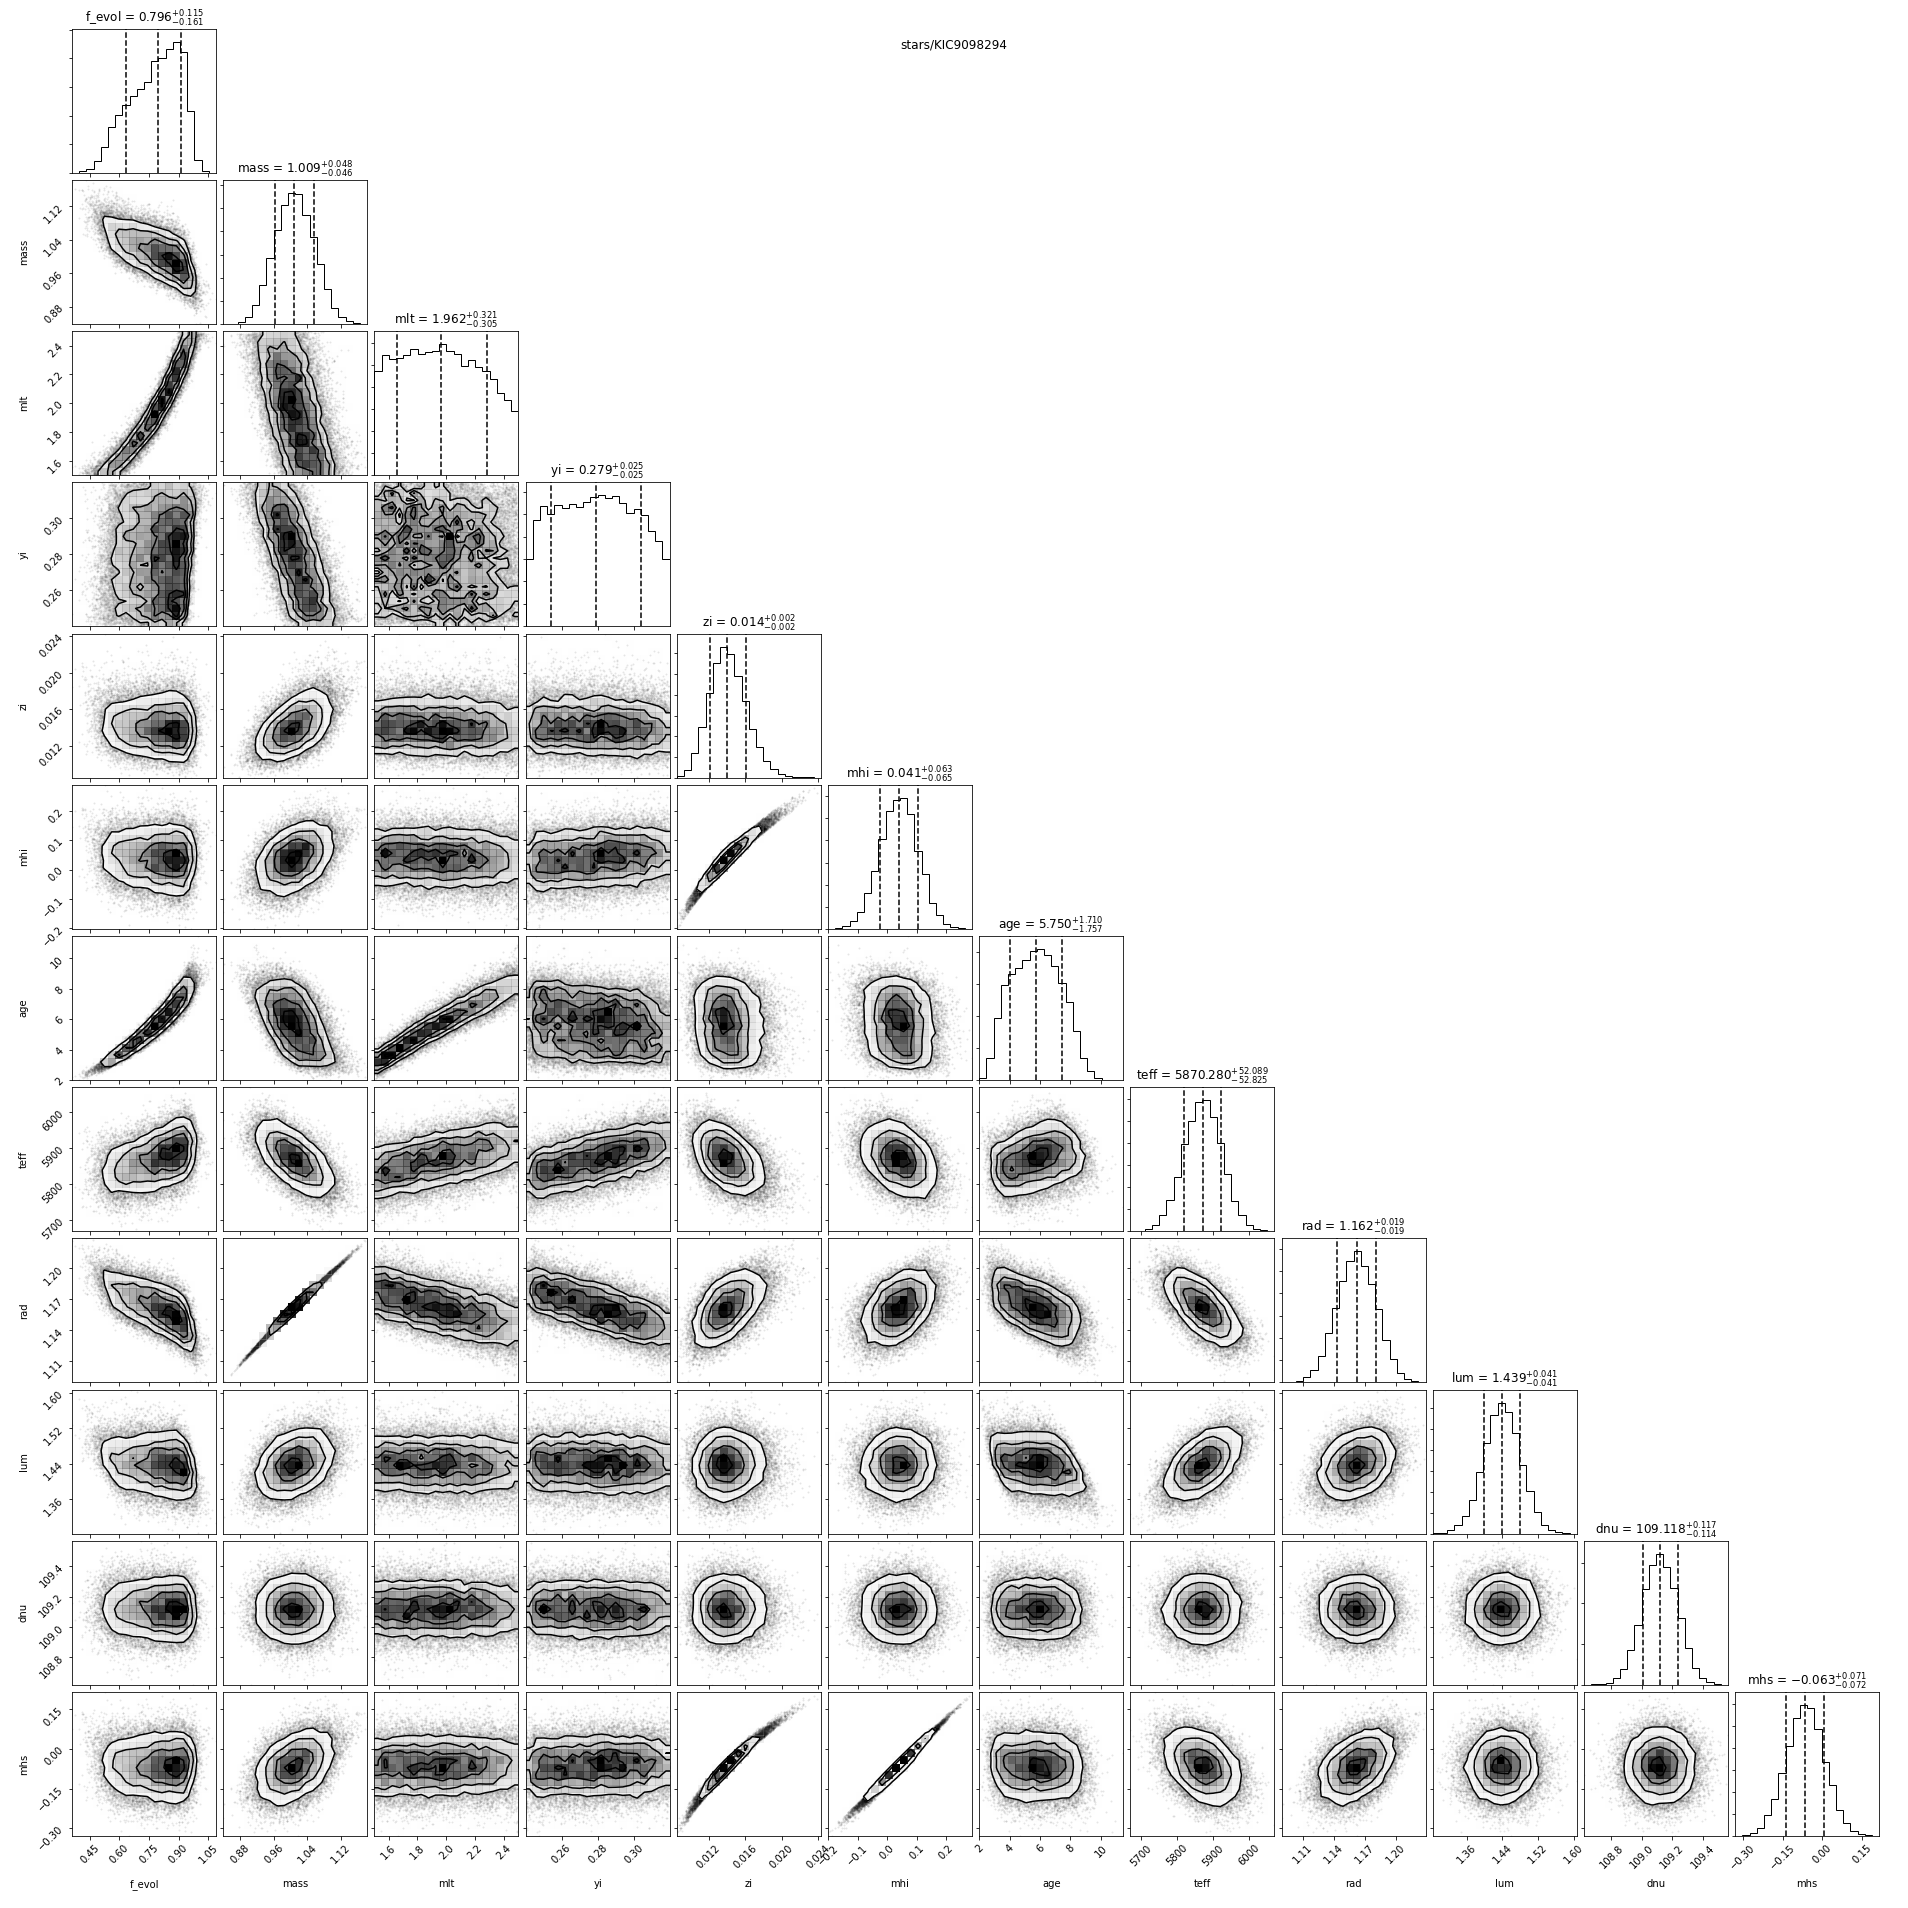 f_evol = 0.796+0.115−0.161
stars/KIC9098294
mass = 1.009+0.048−0.046
1.12
1.04
0.96
0.88
mass
mlt = 1.962+0.321−0.305
2.4
2.2
2.0
1.8
1.6
mlt
yi = 0.279+0.025−0.025
0.30
0.28
0.26
yi
zi = 0.014+0.002−0.002
0.024
0.020
0.016
0.012
zi
mhi = 0.041+0.063−0.065
0.2
0.1
0.0
−0.1
−0.2
mhi
age = 5.750+1.710−1.757
10
8
6
4
2
age
teff = 5870.280+52.089−52.825
6000
5900
5800
5700
teff
rad = 1.162+0.019−0.019
1.20
1.17
1.14
1.11
rad
lum = 1.439+0.041−0.041
1.60
1.52
1.44
1.36
lum
dnu = 109.118+0.117−0.114
109.4
109.2
109.0
108.8
dnu
mhs = −0.063+0.071−0.072
0.15
0.00
−0.15
−0.30
mhs
0.45 0.60 0.75 0.90 1.05
0.88 0.96 1.04 1.12
1.6 1.8 2.0 2.2 2.4
0.26 0.28 0.30
0.012 0.016 0.020 0.024
−0.2 −0.1 0.0 0.1 0.2
2 4 6 8 10
5700 5800 5900 6000
1.11 1.14 1.17 1.20
1.36 1.44 1.52 1.60
108.8 109.0 109.2 109.4
−0.30 −0.15 0.00 0.15
f_evol mass mlt yi zi mhi age teff rad lum dnu mhs